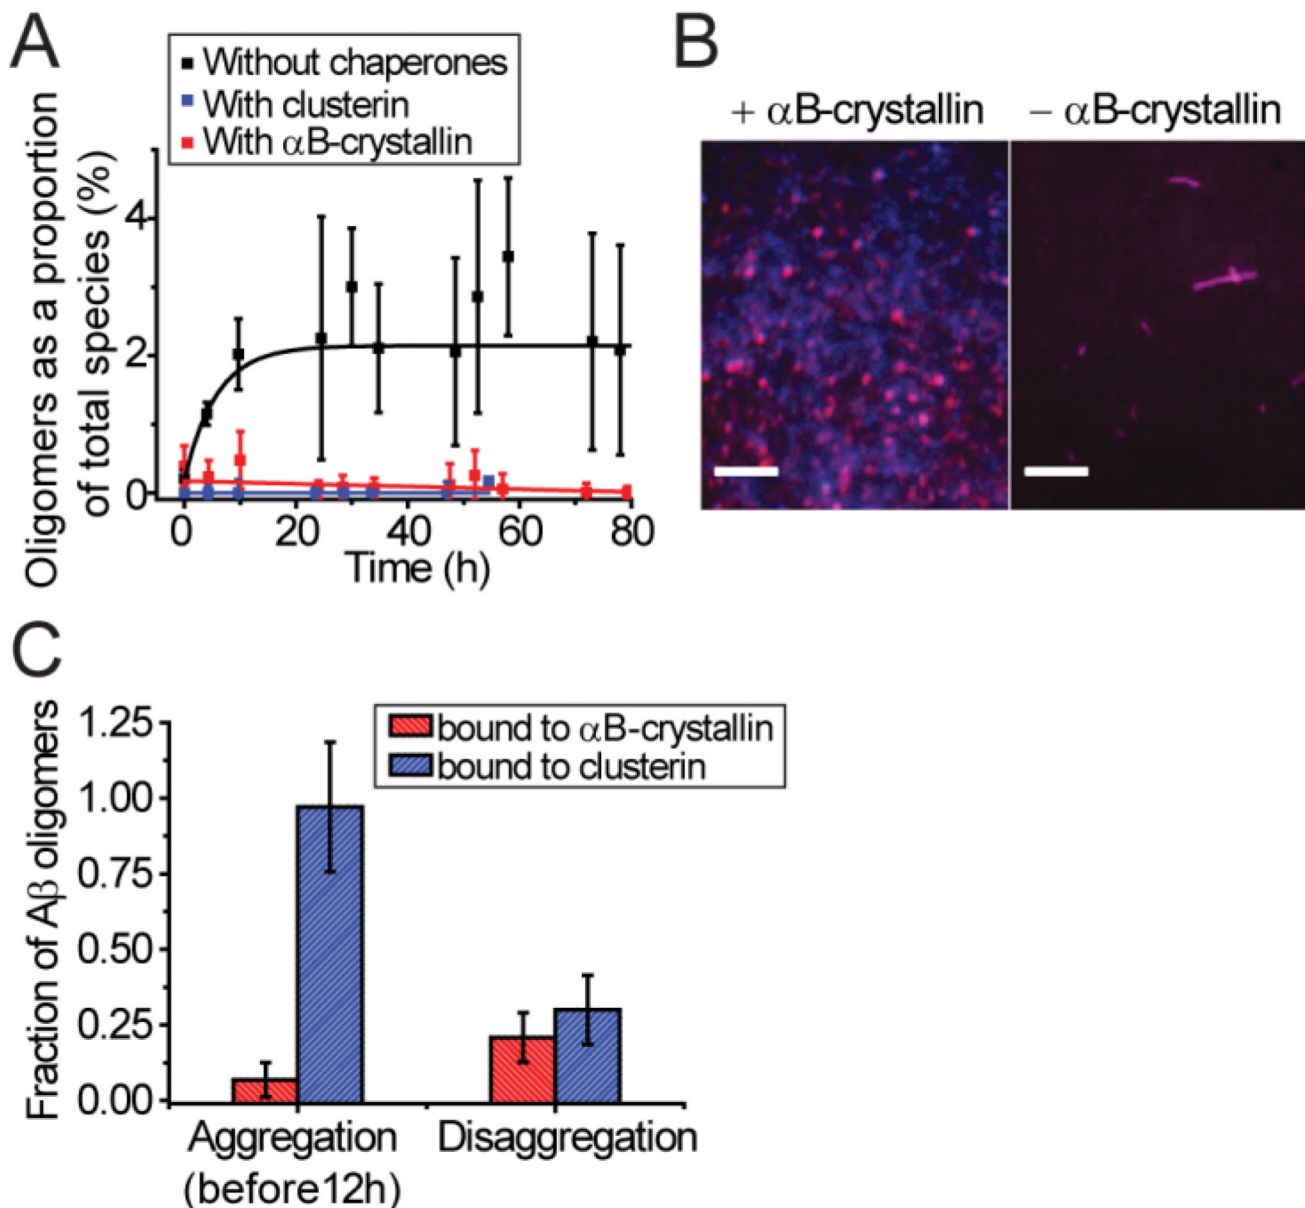 A
Without chaperones
With clusterin
With αB-crystallin
Oligomers as a proportion
of total species (%)
4
2
0
0 20 40 60 80
Time (h)
B
+ αB-crystallin
− αB-crystallin
C
bound to αB-crystallin
bound to clusterin
Fraction of Aβ oligomers
1.25
1.00
0.75
0.50
0.25
0.00
Aggregation
(before12h)
Disaggregation